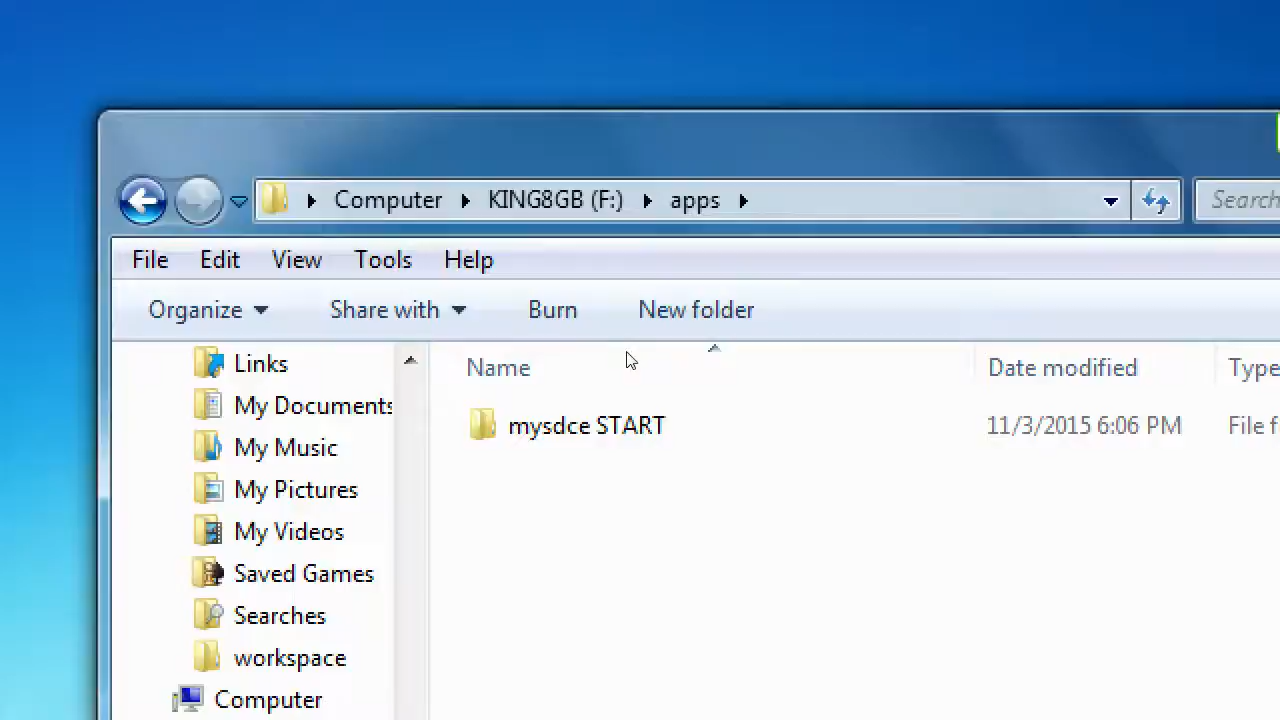 Computer KING8GB (F:) apps Search
File Edit View Tools Help
Organize Share with Burn New folder
Links
My Documents
My Music
My Pictures
My Videos
Saved Games
Searches
workspace
Computer
Name Date modified Type
mysdce START 11/3/2015 6:06 PM File f